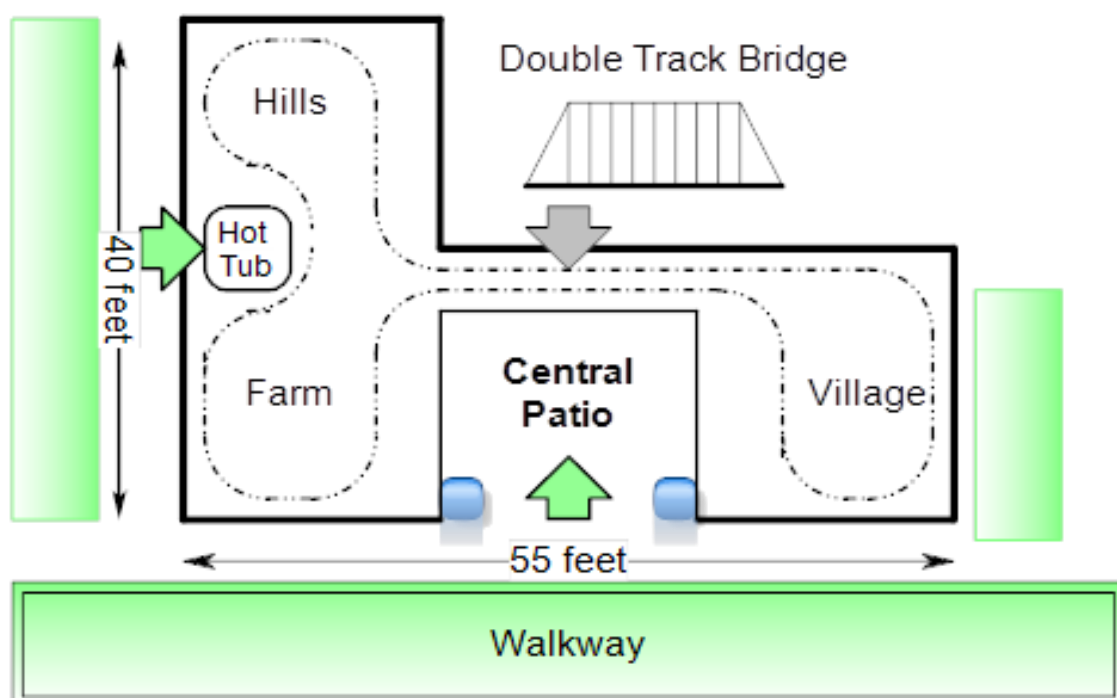 Double Track Bridge
Hills
Hot
Tub
40 feet
Farm
Central
Patio
Village
55 feet
Walkway